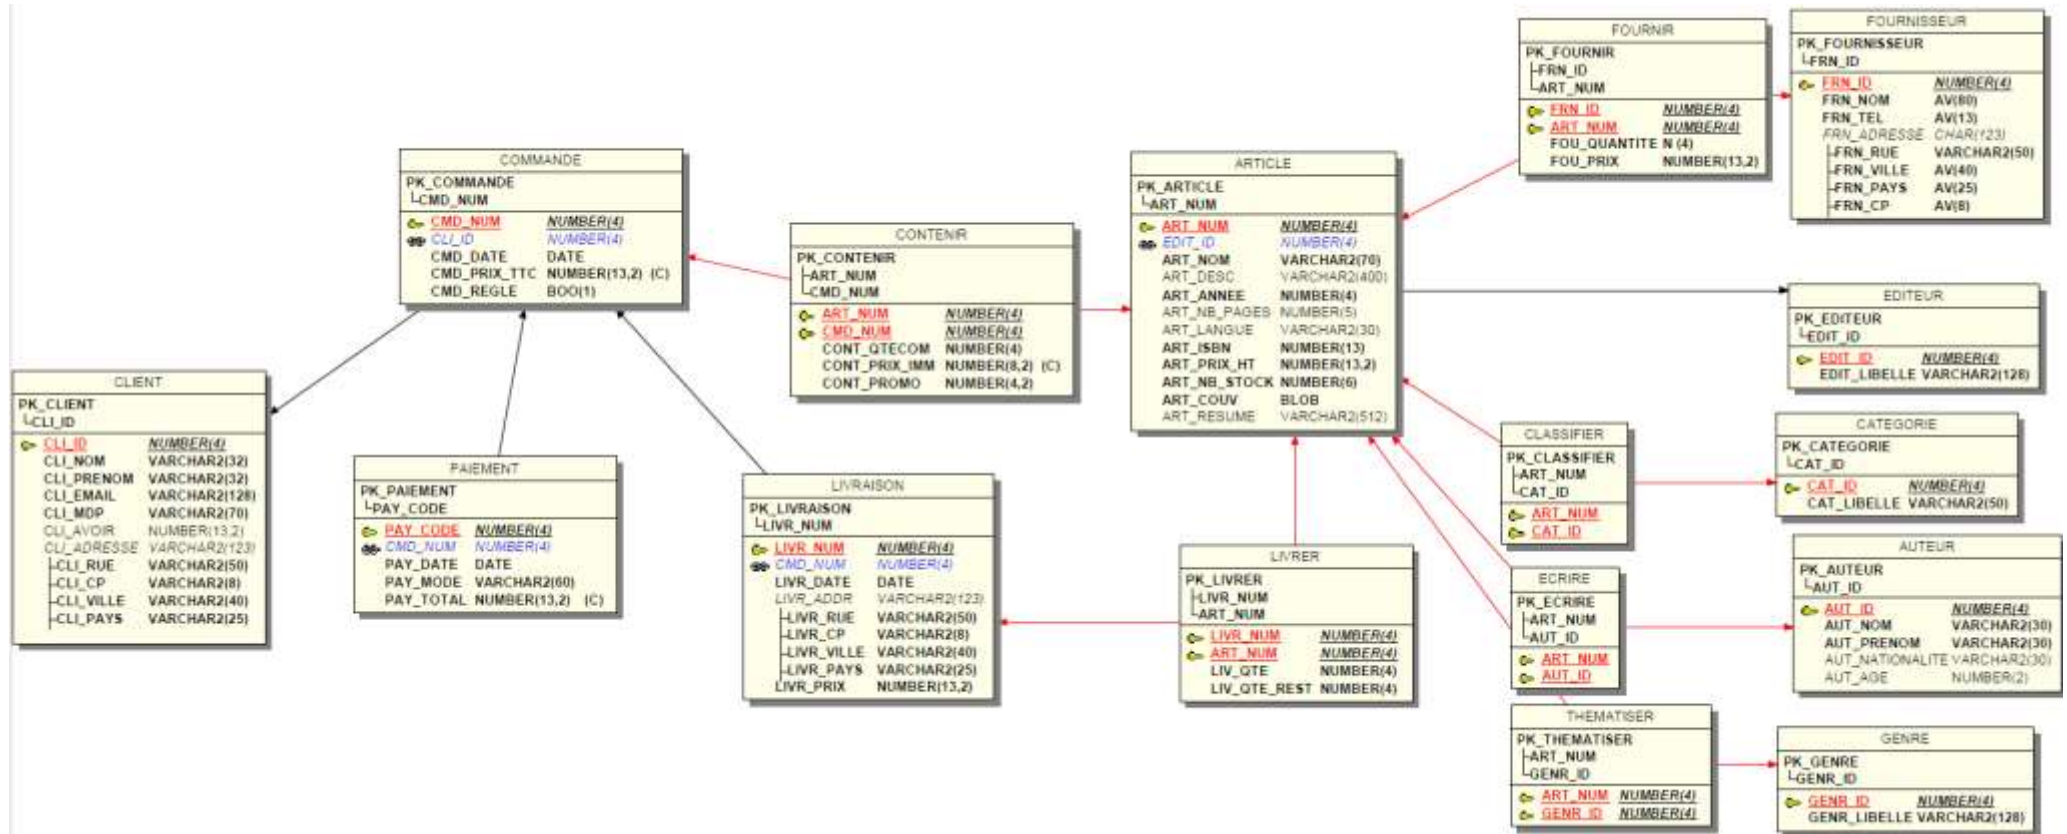 CLIENT
PK_CLIENT
CLI_ID
CLI_ID NUMBER(4)
CLI_NOM VARCHAR2(32)
CLI_PRENOM VARCHAR2(32)
CLI_EMAIL VARCHAR2(128)
CLI_MDP VARCHAR2(70)
CLI_AVOIR NUMBER(13,2)
CLI_ADRESSE VARCHAR2(123)
CLI_RUE VARCHAR2(50)
CLI_CP VARCHAR2(8)
CLI_VILLE VARCHAR2(40)
CLI_PAYS VARCHAR2(25)
COMMANDE
PK_COMMANDE
CMD_NUM
CMD_NUM NUMBER(4)
CLI_ID NUMBER(4)
CMD_DATE DATE
CMD_PRIX_TTC NUMBER(13,2) (C)
CMD_REGLE BOO(1)
PAIEMENT
PK_PAIEMENT
PAY_CODE
PAY_CODE NUMBER(4)
CMD_NUM NUMBER(4)
PAY_DATE DATE
PAY_MODE VARCHAR2(60)
PAY_TOTAL NUMBER(13,2) (C)
CONTENIR
PK_CONTENIR
ART_NUM
CMD_NUM
ART_NUM NUMBER(4)
CMD_NUM NUMBER(4)
CONT_QTECOM NUMBER(4)
CONT_PRIX_IMM NUMBER(8,2) (C)
CONT_PROMO NUMBER(4,2)
LIVRAISON
PK_LIVRAISON
LIVR_NUM
LIVR_NUM NUMBER(4)
CMD_NUM NUMBER(4)
LIVR_DATE DATE
LIVR_ADDR VARCHAR2(123)
LIVR_RUE VARCHAR2(50)
LIVR_CP VARCHAR2(8)
LIVR_VILLE VARCHAR2(40)
LIVR_PAYS VARCHAR2(25)
LIVR_PRIX NUMBER(13,2)
ARTICLE
PK_ARTICLE
ART_NUM
ART_NUM NUMBER(4)
EDIT_ID NUMBER(4)
ART_NOM VARCHAR2(70)
ART_DESC VARCHAR2(400)
ART_ANNEE NUMBER(4)
ART_NB_PAGES NUMBER(5)
ART_LANGUE VARCHAR2(30)
ART_ISBN NUMBER(13)
ART_PRIX_HT NUMBER(13,2)
ART_NB_STOCK NUMBER(6)
ART_COUV BLOB
ART_RESUME VARCHAR2(512)
LIVRER
PK_LIVRER
LIVR_NUM
ART_NUM
LIVR_NUM NUMBER(4)
ART_NUM NUMBER(4)
LIV_QTE NUMBER(4)
LIV_QTE_REST NUMBER(4)
FOURNIR
PK_FOURNIR
FRN_ID
ART_NUM
FRN_ID NUMBER(4)
ART_NUM NUMBER(4)
FOU_QUANTITE N (4)
FOU_PRIX NUMBER(13,2)
FOURNISSEUR
PK_FOURNISSEUR
FRN_ID
FRN_ID NUMBER(4)
FRN_NOM AV(80)
FRN_TEL AV(13)
FRN_ADRESSE CHAR(123)
FRN_RUE VARCHAR2(50)
FRN_VILLE AV(40)
FRN_PAYS AV(25)
FRN_CP AV(8)
EDITEUR
PK_EDITEUR
EDIT_ID
EDIT_ID NUMBER(4)
EDIT_LIBELLE VARCHAR2(128)
CLASSIFIER
PK_CLASSIFIER
ART_NUM
CAT_ID
ART_NUM
CAT_ID
CATEGORIE
PK_CATEGORIE
CAT_ID
CAT_ID NUMBER(4)
CAT_LIBELLE VARCHAR2(50)
ECRIRE
PK_ECRIRE
ART_NUM
AUT_ID
ART_NUM
AUT_ID
AUTEUR
PK_AUTEUR
AUT_ID
AUT_ID NUMBER(4)
AUT_NOM VARCHAR2(30)
AUT_PRENOM VARCHAR2(30)
AUT_NATIONALITE VARCHAR2(30)
AUT_AGE NUMBER(2)
THEMATISER
PK_THEMATISER
ART_NUM
GENR_ID
ART_NUM NUMBER(4)
GENR_ID NUMBER(4)
GENRE
PK_GENRE
GENR_ID
GENR_ID NUMBER(4)
GENR_LIBELLE VARCHAR2(128)